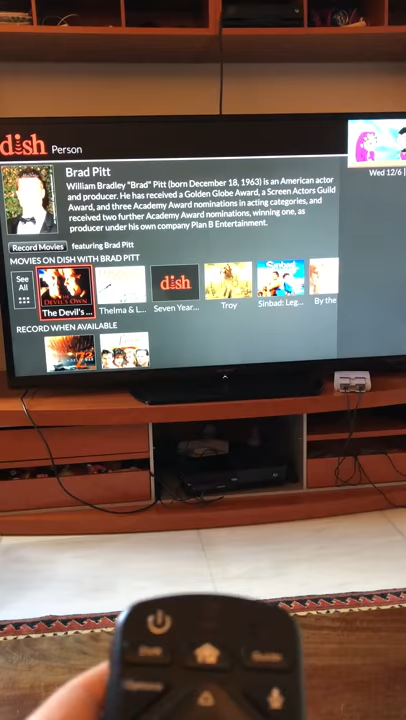 dish Person
Wed 12/6 |
Brad Pitt
William Bradley "Brad" Pitt (born December 18, 1963) is an American actor
and producer. He has received a Golden Globe Award, a Screen Actors Guild
Award, and three Academy Award nominations in acting categories, and
received two further Academy Award nominations, winning one, as
producer under his own company Plan B Entertainment.
Record Movies featuring Brad Pitt
MOVIES ON DISH WITH BRAD PITT
See
All
DEVIL'S OWN
dish
Sinbad
The Devil's ...
Thelma & L...
Seven Year...
Troy
Sinbad: Leg...
By the
RECORD WHEN AVAILABLE
Guide
Options